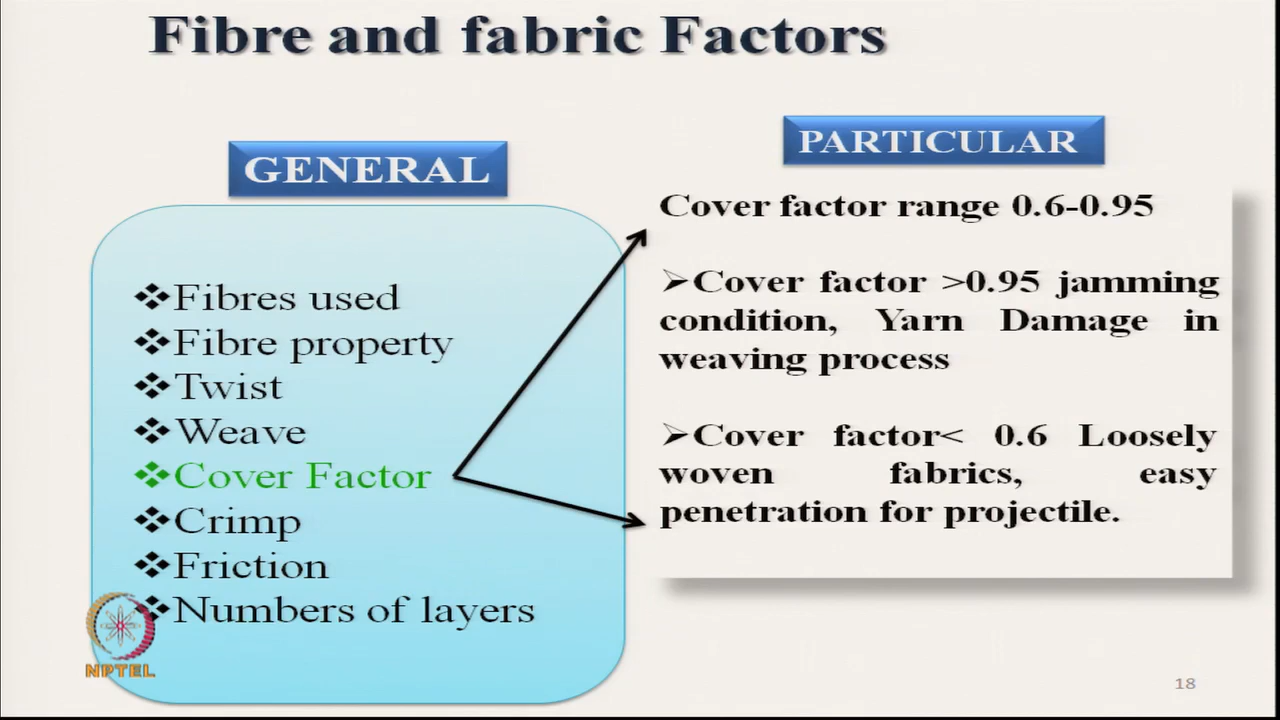 Fibre and fabric Factors
GENERAL
❖Fibres used
❖Fibre property
❖Twist
❖Weave
❖Cover Factor
❖Crimp
❖Friction
❖Numbers of layers
PARTICULAR
Cover factor range 0.6-0.95
➢Cover factor >0.95 jamming
condition, Yarn Damage in
weaving process
➢Cover factor< 0.6 Loosely
woven fabrics, easy
penetration for projectile.
NPTEL
18